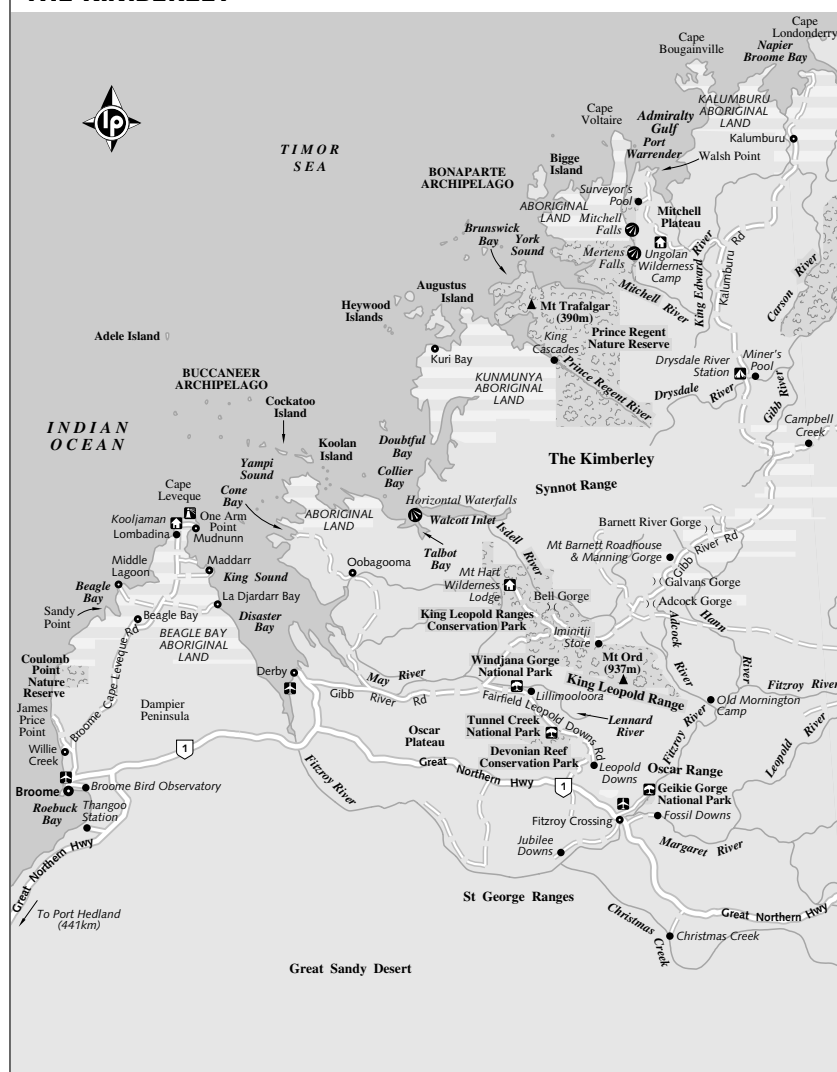 lp
Cape
Londonderry
Cape
Bougainville
Napier
Broome Bay
KALUMBURU
ABORIGINAL
LAND
Cape
Voltaire
Admiralty
Gulf
Port
Warrender
Kalumburu
Walsh Point
TIMOR
SEA
Bigge
Island
BONAPARTE
ARCHIPELAGO
Surveyor's
Pool
ABORIGINAL
LAND
Mitchell
Falls
Mitchell
Plateau
Brunswick
Bay
York
Sound
Mertens
Falls
Ungolan
Wilderness
Camp
King Edward River
Kalumburu Rd
Carson River
Mitchell River
Augustus
Island
Heywood
Islands
Mt Trafalgar
(390m)
Prince Regent
Nature Reserve
Adele Island
Kuri Bay
King
Cascades
Prince Regent River
Drysdale River
Station
Miner's
Pool
BUCCANEER
ARCHIPELAGO
KUNMUNYA
ABORIGINAL
LAND
Drysdale River
Gibb River
Cockatoo
Island
Campbell
Creek
INDIAN
OCEAN
Koolan
Island
Doubtful
Bay
The Kimberley
Yampi
Sound
Collier
Bay
Synnot Range
Cape
Leveque
Cone
Bay
Horizontal Waterfalls
ABORIGINAL
LAND
Kooljaman
One Arm
Point
Lombadina
Mudnunn
Walcott Inlet
Isdell River
Barnett River Gorge
Gibb River Rd
Talbot
Bay
Mt Barnett Roadhouse
& Manning Gorge
Middle
Lagoon
Maddarr
Oobagooma
King Sound
Mt Hart
Wilderness
Lodge
Galvans Gorge
Beagle
Bay
La Djardarr Bay
Bell Gorge
Adcock Gorge
Sandy
Point
Beagle Bay
Disaster
Bay
King Leopold Ranges
Conservation Park
BEAGLE BAY
ABORIGINAL
LAND
Iminitji
Store
Adcock River
Hann River
Coulomb
Point
Nature
Reserve
Broome Cape Leveque Rd
Derby
May River
Windjana Gorge
National Park
Mt Ord
(937m)
Gibb River Rd
Lillimooloora
King Leopold Range
Fitzroy River
James
Price
Point
Dampier
Peninsula
Fairfield Leopold Downs Rd
Old Mornington
Camp
Tunnel Creek
National Park
Lennard
River
Oscar
Plateau
Willie
Creek
1
Devonian Reef
Conservation Park
Fitzroy River
Leopold River
Great Northern Hwy
Leopold
Downs
Oscar Range
Fitzroy River
1
Geikie Gorge
National Park
Broome
Broome Bird Observatory
Roebuck
Bay
Thangoo
Station
Fitzroy Crossing
Fossil Downs
Jubilee
Downs
Margaret River
Great Northern Hwy
St George Ranges
To Port Hedland
(441km)
Christmas Creek
Great Northern Hwy
Christmas Creek
Great Sandy Desert